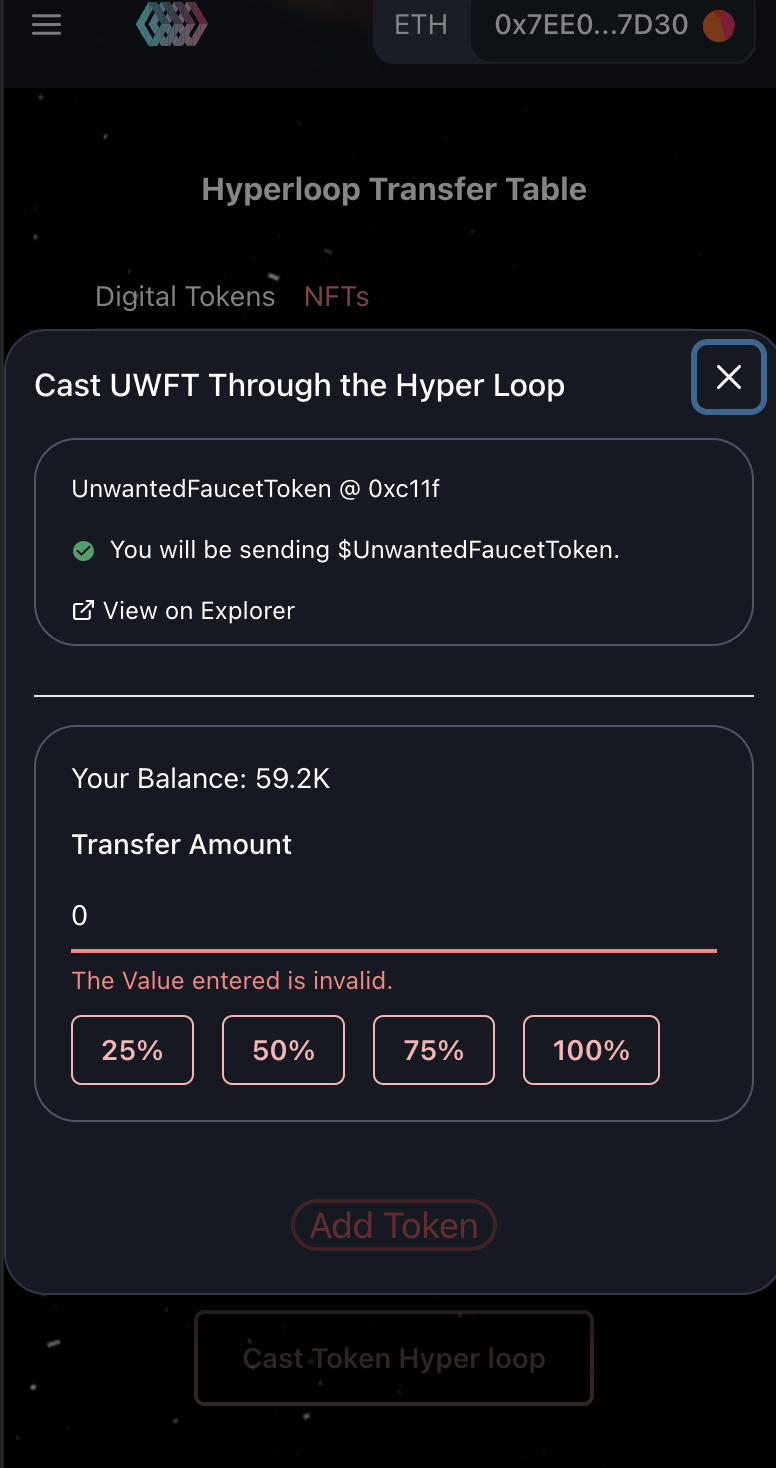 ETH 0x7EE0...7D30
Hyperloop Transfer Table
Digital Tokens NFTs
Cast UWFT Through the Hyper Loop
UnwantedFaucetToken @ 0xc11f
You will be sending $UnwantedFaucetToken.
View on Explorer
Your Balance: 59.2K
Transfer Amount
0
The Value entered is invalid.
25% 50% 75% 100%
Add Token
Cast Token Hyper loop